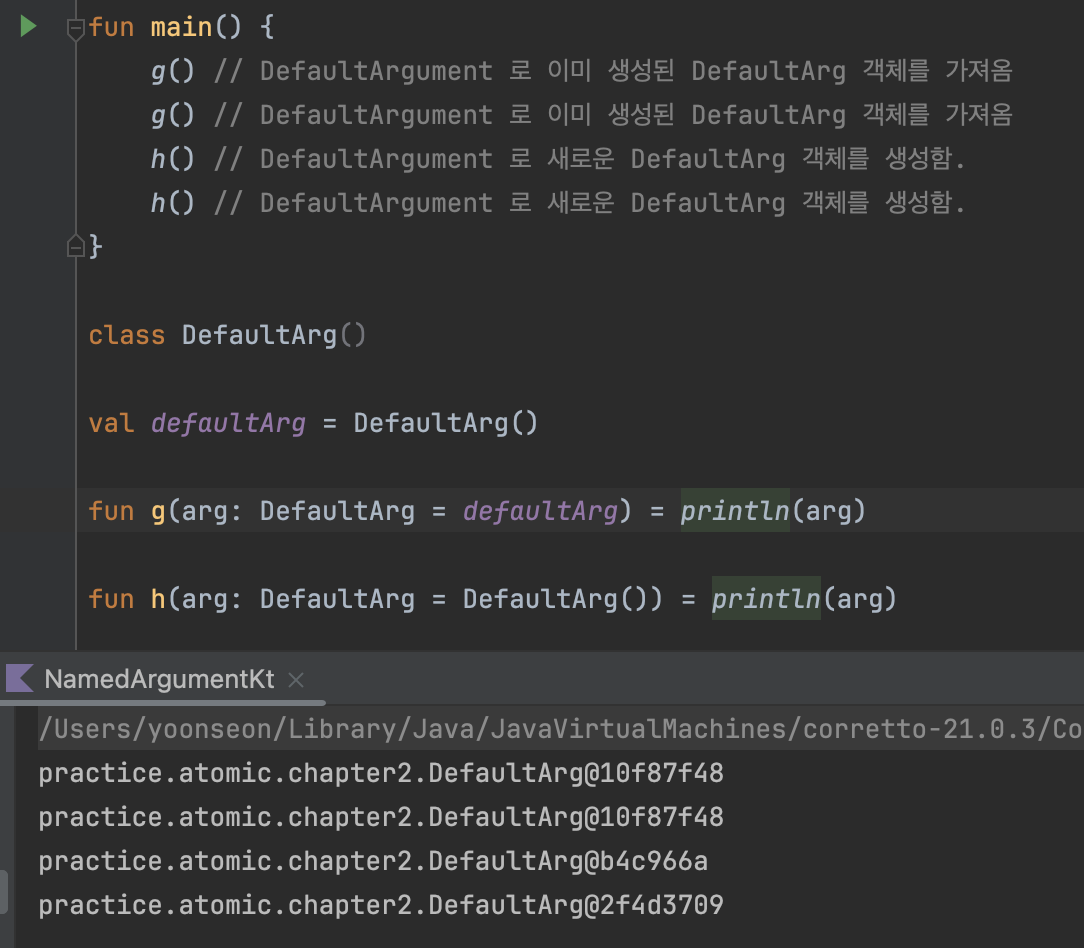 fun main() {
g() // DefaultArgument 로 이미 생성된 DefaultArg 객체를 가져옴
g() // DefaultArgument 로 이미 생성된 DefaultArg 객체를 가져옴
h() // DefaultArgument 로 새로운 DefaultArg 객체를 생성함.
h() // DefaultArgument 로 새로운 DefaultArg 객체를 생성함.
}
class DefaultArg()
val defaultArg = DefaultArg()
fun g(arg: DefaultArg = defaultArg) = println(arg)
fun h(arg: DefaultArg = DefaultArg()) = println(arg)
NamedArgumentKt
/Users/yoonseon/Library/Java/JavaVirtualMachines/corretto-21.0.3/Co
practice.atomic.chapter2.DefaultArg@10f87f48
practice.atomic.chapter2.DefaultArg@10f87f48
practice.atomic.chapter2.DefaultArg@b4c966a
practice.atomic.chapter2.DefaultArg@2f4d3709